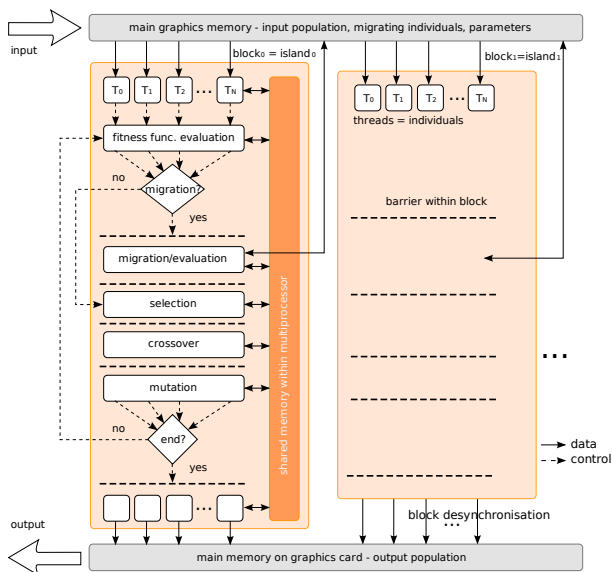 main graphics memory - input population, migrating individuals, parameters
input
block₀ = island₀
block₁=island₁
T₀ T₁ T₂ ... Tₙ
T₀ T₁ T₂ ... Tₙ
threads = individuals
fitness func. evaluation
no
migration?
yes
barrier within block
migration/evaluation
selection
crossover
mutation
shared memory within multiprocessor
...
no
end?
yes
data
control
...
block desynchronisation
...
output
main memory on graphics card - output population